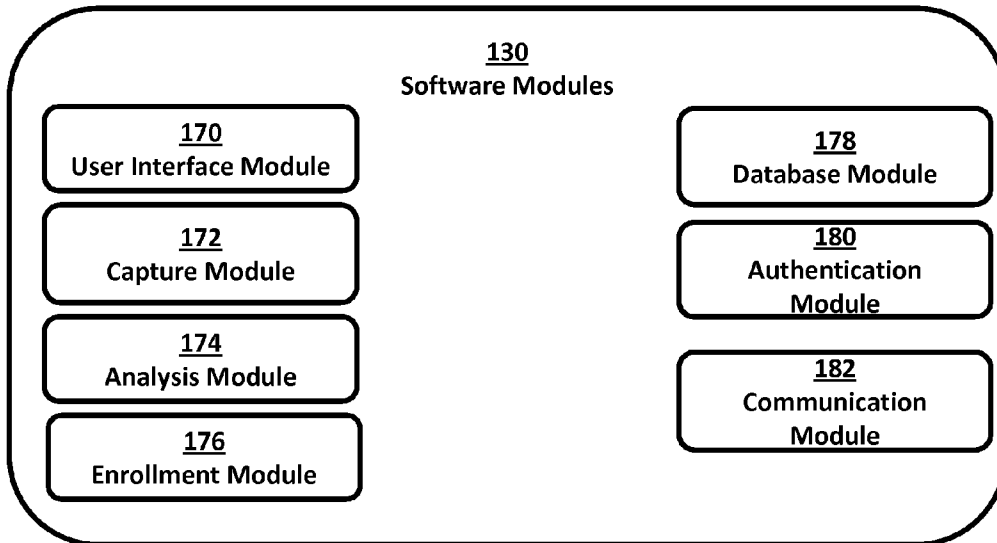 130
Software Modules
170
User Interface Module
172
Capture Module
174
Analysis Module
176
Enrollment Module
178
Database Module
180
Authentication
Module
182
Communication
Module